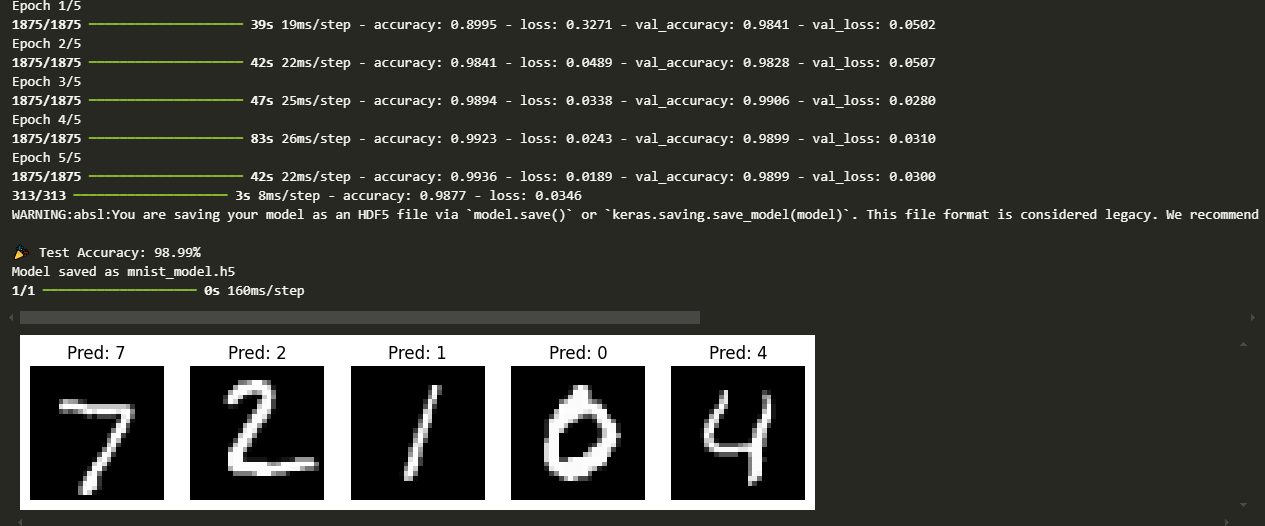 Epoch 1/5
1875/1875 ━━━━━━━━━━━━━━━━━━━━ 39s 19ms/step - accuracy: 0.8995 - loss: 0.3271 - val_accuracy: 0.9841 - val_loss: 0.0502
Epoch 2/5
1875/1875 ━━━━━━━━━━━━━━━━━━━━ 42s 22ms/step - accuracy: 0.9841 - loss: 0.0489 - val_accuracy: 0.9828 - val_loss: 0.0507
Epoch 3/5
1875/1875 ━━━━━━━━━━━━━━━━━━━━ 47s 25ms/step - accuracy: 0.9894 - loss: 0.0338 - val_accuracy: 0.9906 - val_loss: 0.0280
Epoch 4/5
1875/1875 ━━━━━━━━━━━━━━━━━━━━ 83s 26ms/step - accuracy: 0.9923 - loss: 0.0243 - val_accuracy: 0.9899 - val_loss: 0.0310
Epoch 5/5
1875/1875 ━━━━━━━━━━━━━━━━━━━━ 42s 22ms/step - accuracy: 0.9936 - loss: 0.0189 - val_accuracy: 0.9899 - val_loss: 0.0300
313/313 ━━━━━━━━━━━━━━━━━━━━ 3s 8ms/step - accuracy: 0.9877 - loss: 0.0346
WARNING:absl:You are saving your model as an HDF5 file via `model.save()` or `keras.saving.save_model(model)`. This file format is considered legacy. We recommend
🎉 Test Accuracy: 98.99%
Model saved as mnist_model.h5
1/1 ━━━━━━━━━━━━━━━━━━━━ 0s 160ms/step
Pred: 7 Pred: 2 Pred: 1 Pred: 0 Pred: 4
7 2 1 0 4